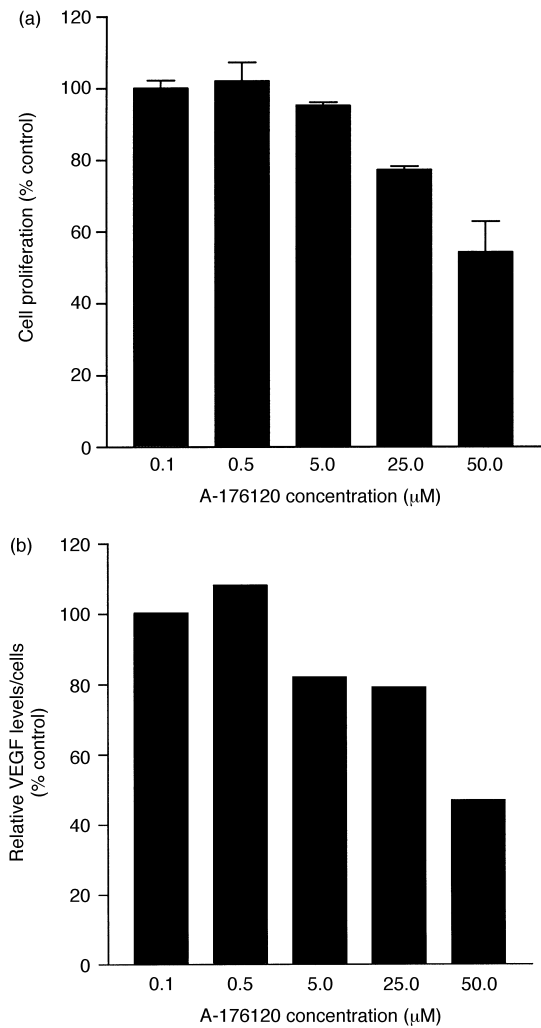 (a)
120
100
80
60
40
20
0
Cell proliferation (% control)
0.1 0.5 5.0 25.0 50.0
A-176120 concentration (μM)
(b)
120
100
80
60
40
20
0
Relative VEGF levels/cells
(% control)
0.1 0.5 5.0 25.0 50.0
A-176120 concentration (μM)